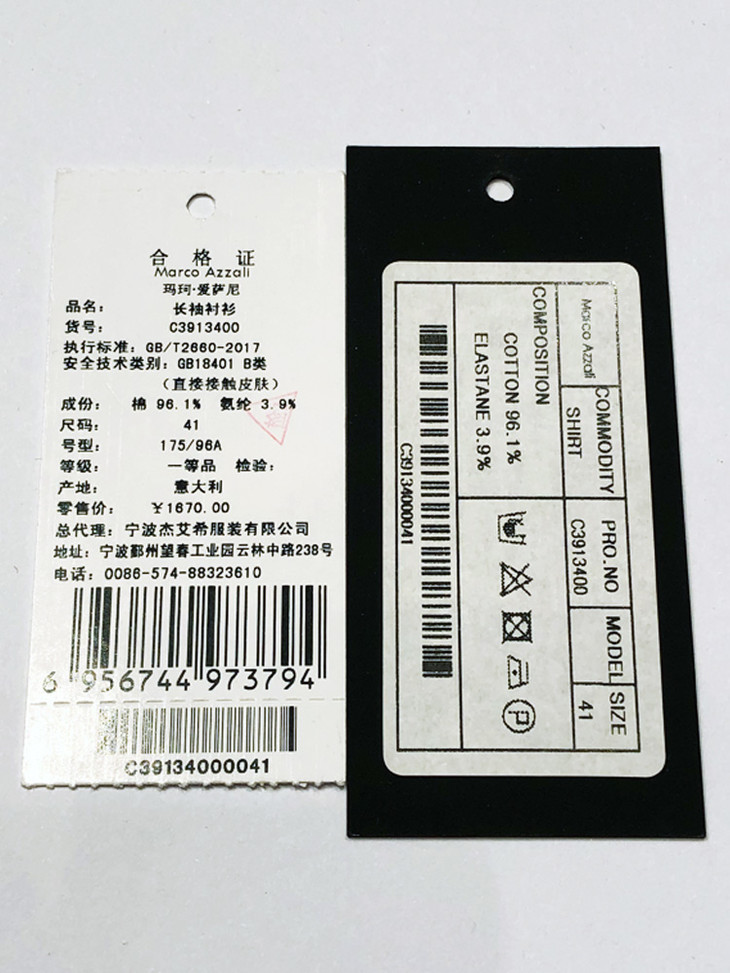 合格证
Marco Azzali
玛珂·爱萨尼
品名： 长袖衬衫
货号： C3913400
执行标准：GB/T2660-2017
安全技术类别：GB18401 B类
（直接接触皮肤）
成份： 棉 96.1% 氨纶 3.9%
尺码： 41
号型： 175/96A
等级： 一等品 检验：
产地： 意大利
零售价： ￥1670.00
总代理：宁波杰艾希服装有限公司
地址：宁波鄞州望春工业园云林中路238号
电话：0086-574-88323610
6 956744 973794
C39134000041
Marco Azzali
COMMODITY
SHIRT
PRO.NO
C3913400
MODEL
SIZE
41
COMPOSITION
COTTON 96.1%
ELASTANE 3.9%
P
C39134000041